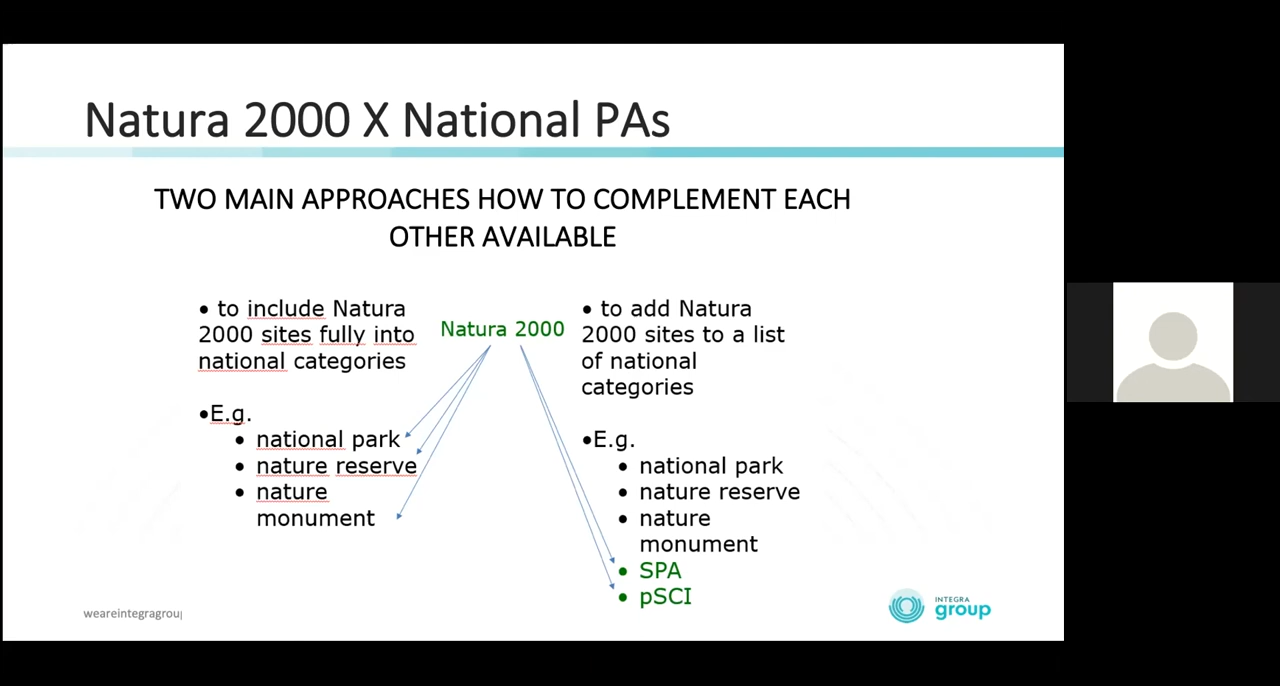 Natura 2000 X National PAs
TWO MAIN APPROACHES HOW TO COMPLEMENT EACH
OTHER AVAILABLE
• to include Natura
2000 sites fully into
national categories
•E.g.
• national park
• nature reserve
• nature
monument
Natura 2000
• to add Natura
2000 sites to a list
of national
categories
•E.g.
• national park
• nature reserve
• nature
monument
• SPA
• pSCI
weareintegragroup
INTEGRA
group